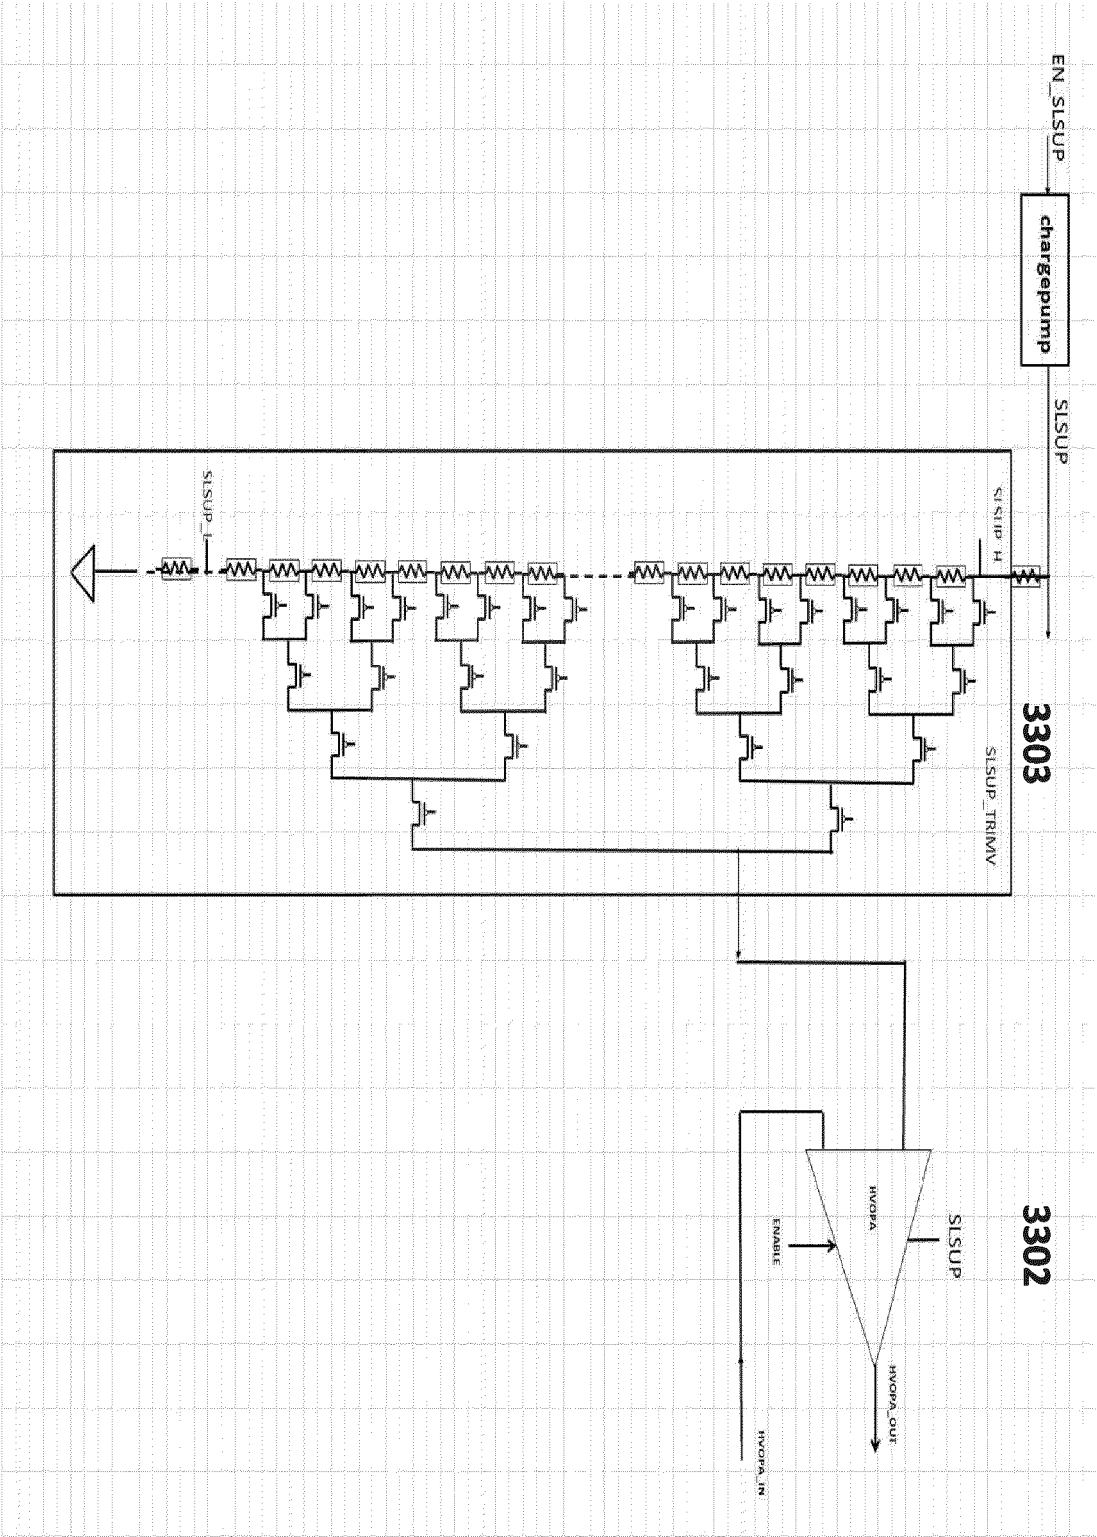 EN_SLSUP
chargepump
SLSUP
SLSUP_H
SLSUP_L
3303
SLSUP_TRIMV
3302
SLSUP
HVOPA
ENABLE
HVOPA_OUT
HVOPA_IN